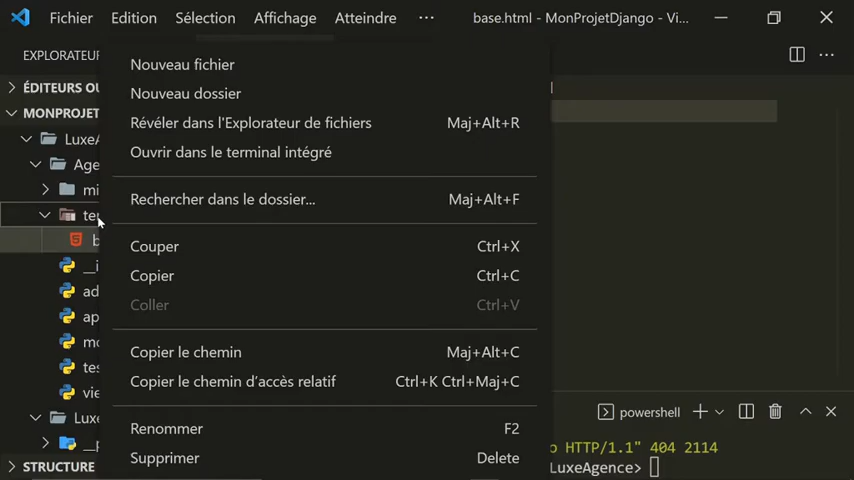 Fichier Edition Sélection Affichage Atteindre ··· base.html - MonProjetDjango - Vi...
EXPLORATEUR
ÉDITEURS OU
MONPROJET
Nouveau fichier
Nouveau dossier
Révéler dans l'Explorateur de fichiers Maj+Alt+R
Ouvrir dans le terminal intégré
Rechercher dans le dossier... Maj+Alt+F
Couper Ctrl+X
Copier Ctrl+C
Coller Ctrl+V
Copier le chemin Maj+Alt+C
Copier le chemin d'accès relatif Ctrl+K Ctrl+Maj+C
Renommer F2
Supprimer Delete
LuxeA
Age
mi
te
b
__i
ad
ap
mo
tes
vie
Luxe
__p
STRUCTURE
powershell
HTTP/1.1" 404 2114
LuxeAgence>